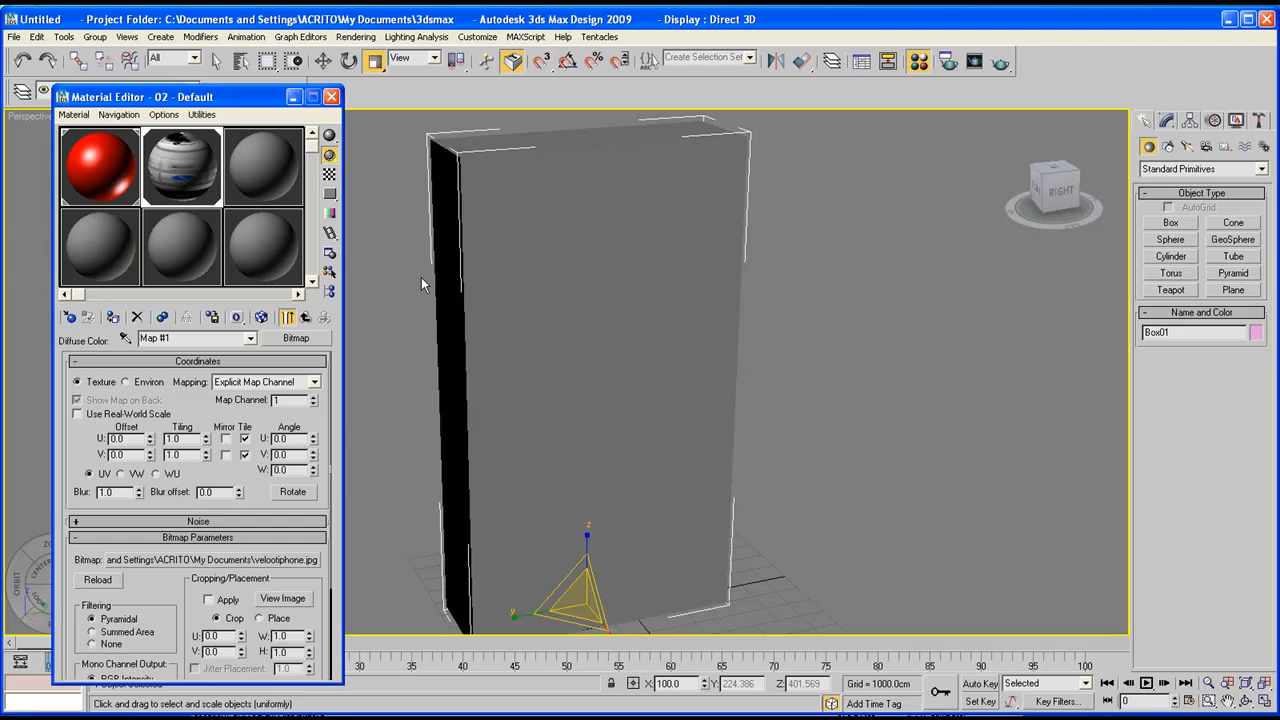 Untitled - Project Folder: C:\Documents and Settings\ACRITO\My Documents\3dsmax - Autodesk 3ds Max Design 2009 - Display : Direct 3D
File Edit Tools Group Views Create Modifiers Animation Graph Editors Rendering Lighting Analysis Customize MAXScript Help Tentacles
All View Create Selection Set
Material Editor - 02 - Default
Material Navigation Options Utilities
Diffuse Color: Map #1 Bitmap
- Coordinates
Texture Environ Mapping: Explicit Map Channel
Show Map on Back Map Channel: 1
Use Real-World Scale
Offset Tiling Mirror Tile Angle
U: 0.0 1.0 U: 0.0
V: 0.0 1.0 V: 0.0
W: 0.0
UV VW WU
Blur: 1.0 Blur offset: 0.0 Rotate
+ Noise
- Bitmap Parameters
Bitmap: and Settings\ACRITO\My Documents\velootiphone.jpg
Reload
Cropping/Placement
Apply View Image
Crop Place
U: 0.0 W: 1.0
V: 0.0 H: 1.0
Jitter Placement: 1.0
Filtering
Pyramidal
Summed Area
None
Mono Channel Output:
RGB Intensity
Perspective
RIGHT
z
y
Standard Primitives
- Object Type
AutoGrid
Box Cone
Sphere GeoSphere
Cylinder Tube
Torus Pyramid
Teapot Plane
- Name and Color
Box01
35 40 45 50 55 60 65 70 75 80 85 90 95 100
X: 100.0 Y: 224.386 Z: 401.569 Grid = 1000.0cm Auto Key Selected
Click and drag to select and scale objects (uniformly) Add Time Tag Set Key Key Filters... 0